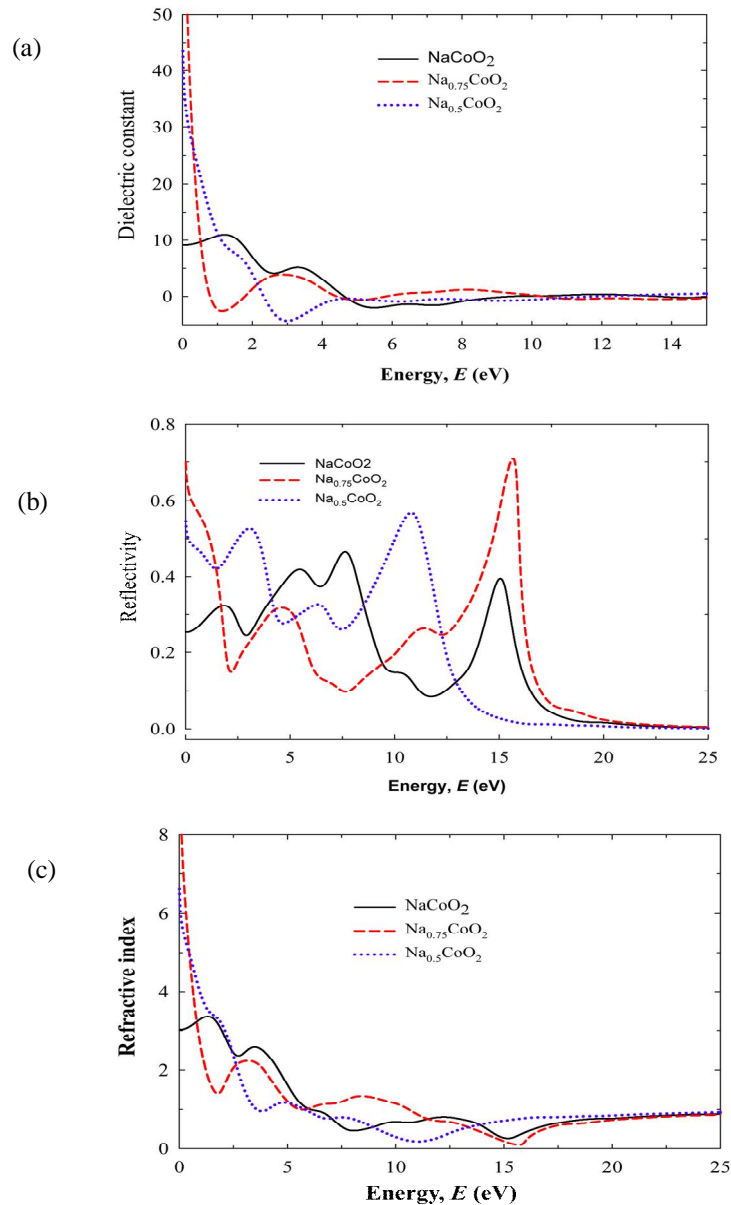 (a)
50
40
30
20
10
0
Dielectric constant
NaCoO2
Na0.75CoO2
Na0.5CoO2
0 2 4 6 8 10 12 14
Energy, E (eV)
(b)
0.8
0.6
0.4
0.2
0.0
Reflectivity
NaCoO2
Na0.75CoO2
Na0.5CoO2
0 5 10 15 20 25
Energy, E (eV)
(c)
8
6
4
2
0
Refractive index
NaCoO2
Na0.75CoO2
Na0.5CoO2
0 5 10 15 20 25
Energy, E (eV)